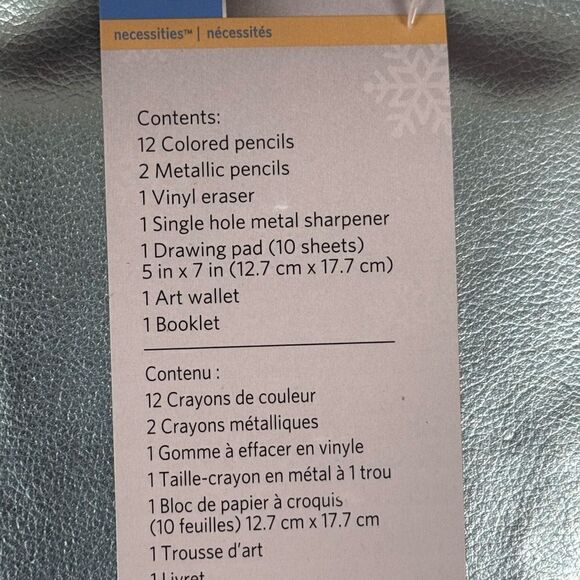 necessities™ | nécessités
Contents:
12 Colored pencils
2 Metallic pencils
1 Vinyl eraser
1 Single hole metal sharpener
1 Drawing pad (10 sheets)
5 in x 7 in (12.7 cm x 17.7 cm)
1 Art wallet
1 Booklet
Contenu :
12 Crayons de couleur
2 Crayons métalliques
1 Gomme à effacer en vinyle
1 Taille-crayon en métal à 1 trou
1 Bloc de papier à croquis
(10 feuilles) 12.7 cm x 17.7 cm
1 Trousse d'art
1 Livret